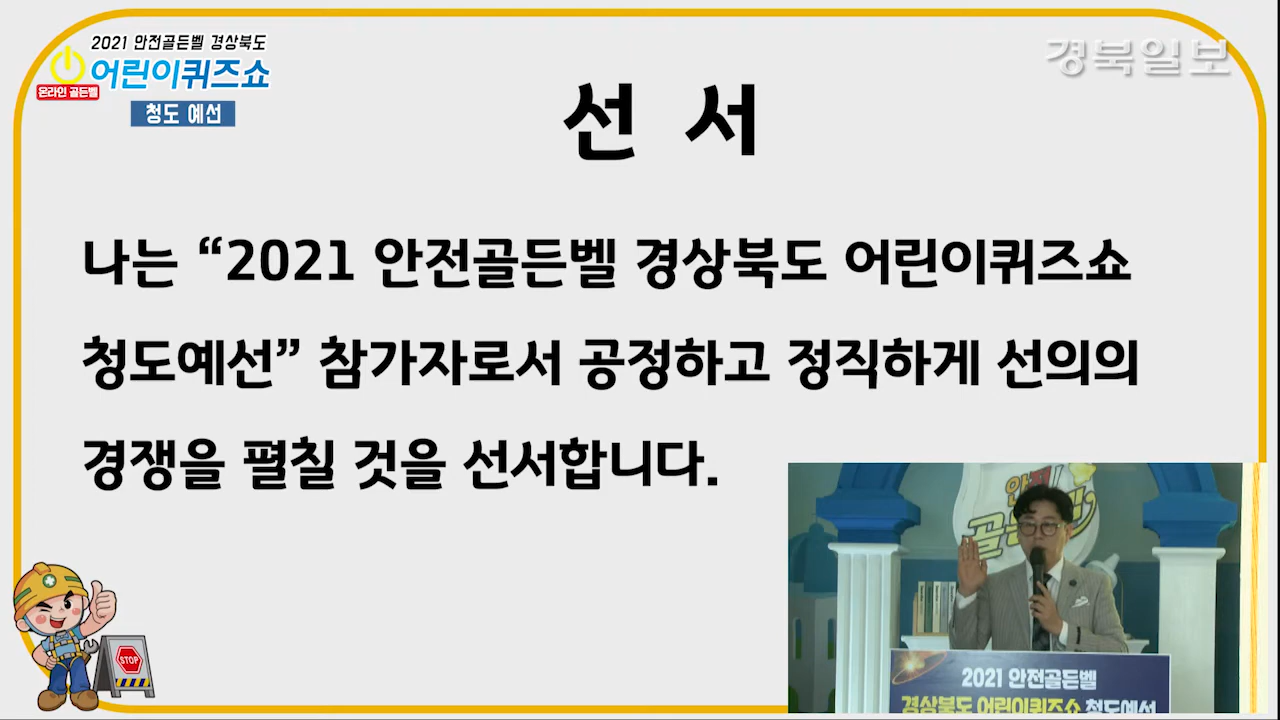 2021 안전골든벨 경상북도
어린이퀴즈쇼
온라인 골든벨
청도 예선
경북일보
선 서
나는 “2021 안전골든벨 경상북도 어린이퀴즈쇼
청도예선” 참가자로서 공정하고 정직하게 선의의
경쟁을 펼칠 것을 선서합니다.
STOP
2021 안전골든벨
경상북도 어린이퀴즈쇼 청도예선